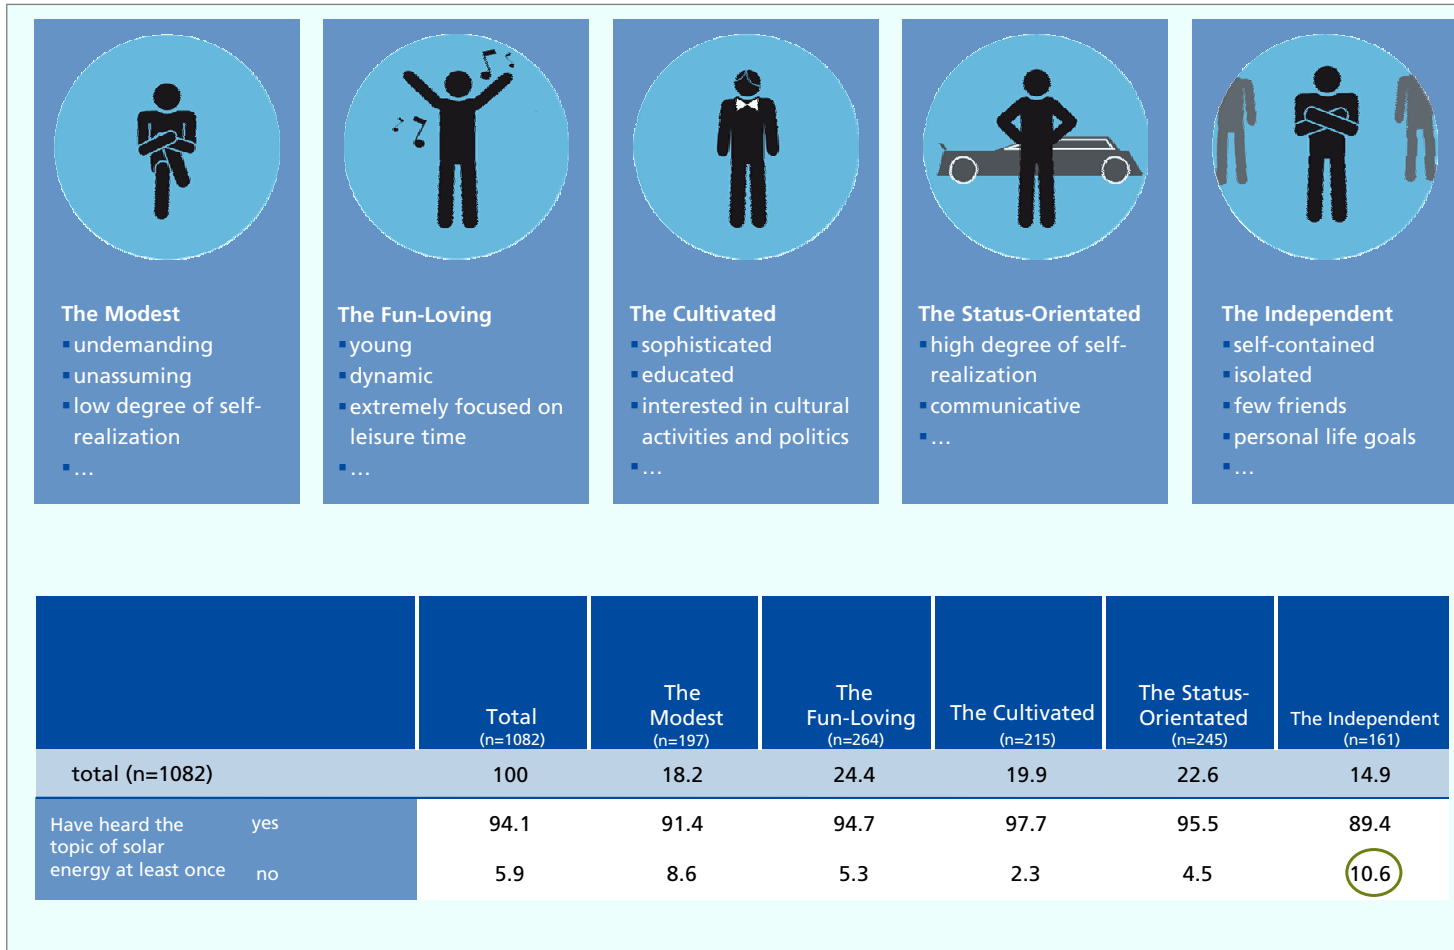 The Modest
▪undemanding
▪unassuming
▪low degree of self-
realization
▪…
The Fun-Loving
▪young
▪dynamic
▪extremely focused on
leisure time
▪…
The Cultivated
▪sophisticated
▪educated
▪interested in cultural
activities and politics
▪…
The Status-Orientated
▪high degree of self-
realization
▪communicative
▪…
The Independent
▪self-contained
▪isolated
▪few friends
▪personal life goals
▪…
Total
(n=1082)
The
Modest
(n=197)
The
Fun-Loving
(n=264)
The Cultivated
(n=215)
The Status-
Orientated
(n=245)
The Independent
(n=161)
total (n=1082) 100 18.2 24.4 19.9 22.6 14.9
Have heard the
topic of solar
energy at least once
yes 94.1 91.4 94.7 97.7 95.5 89.4
no 5.9 8.6 5.3 2.3 4.5 10.6